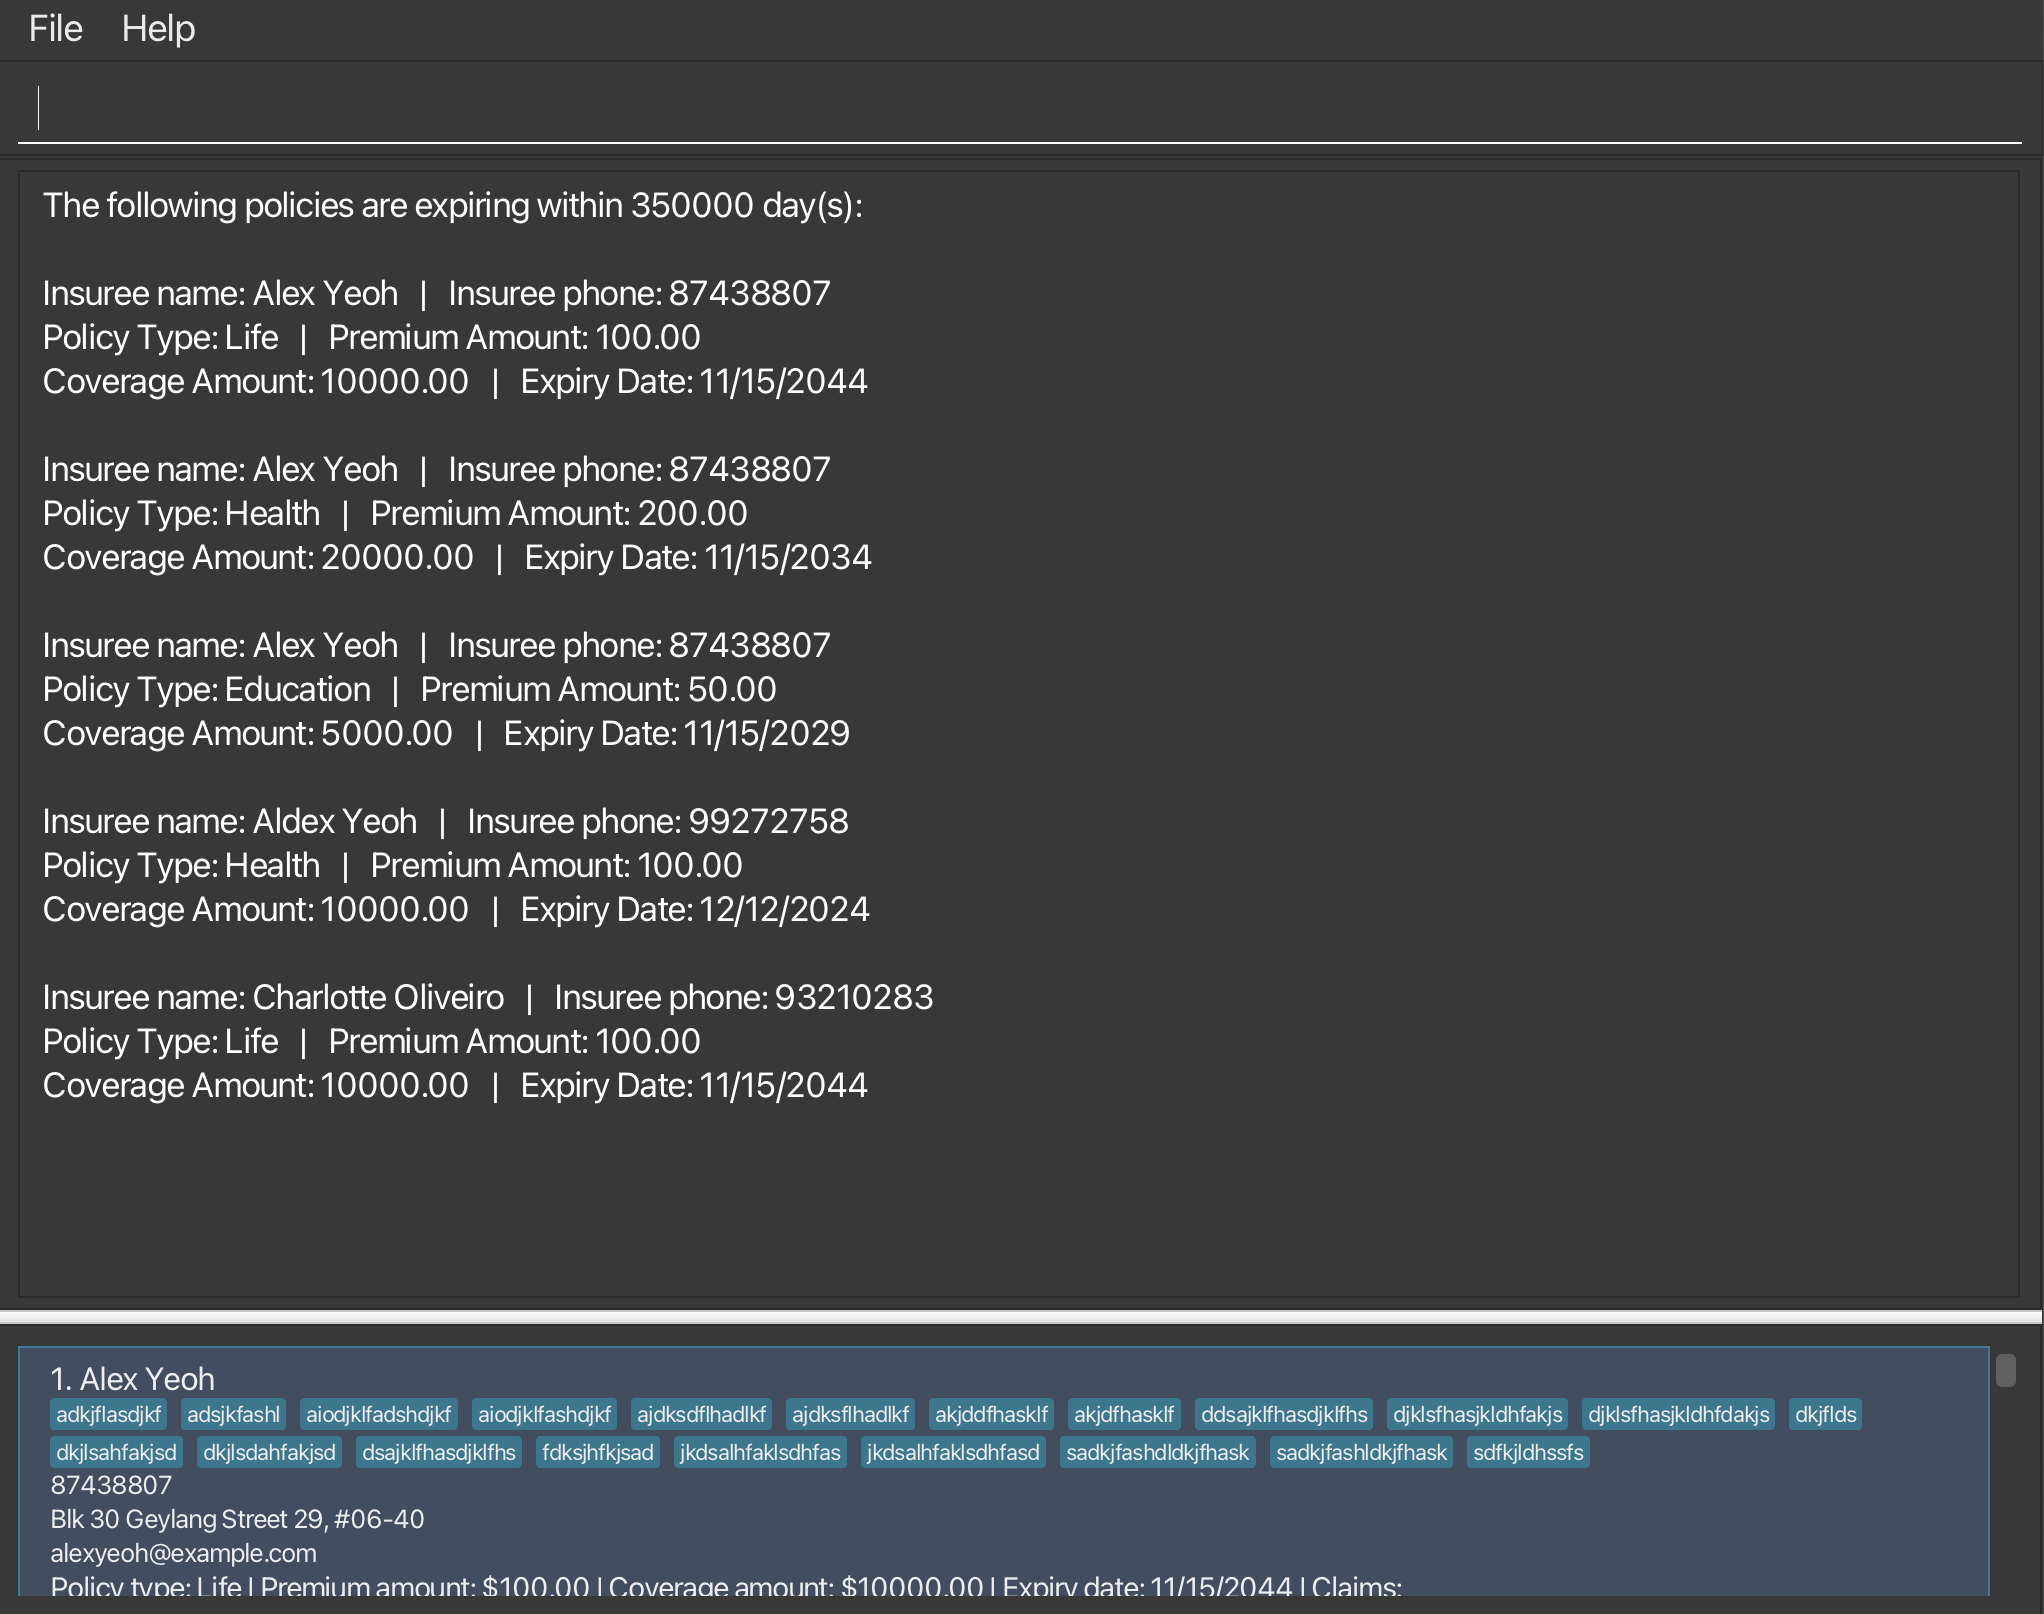 File Help
The following policies are expiring within 350000 day(s):
Insuree name: Alex Yeoh | Insuree phone: 87438807
Policy Type: Life | Premium Amount: 100.00
Coverage Amount: 10000.00 | Expiry Date: 11/15/2044
Insuree name: Alex Yeoh | Insuree phone: 87438807
Policy Type: Health | Premium Amount: 200.00
Coverage Amount: 20000.00 | Expiry Date: 11/15/2034
Insuree name: Alex Yeoh | Insuree phone: 87438807
Policy Type: Education | Premium Amount: 50.00
Coverage Amount: 5000.00 | Expiry Date: 11/15/2029
Insuree name: Aldex Yeoh | Insuree phone: 99272758
Policy Type: Health | Premium Amount: 100.00
Coverage Amount: 10000.00 | Expiry Date: 12/12/2024
Insuree name: Charlotte Oliveiro | Insuree phone: 93210283
Policy Type: Life | Premium Amount: 100.00
Coverage Amount: 10000.00 | Expiry Date: 11/15/2044
1. Alex Yeoh
adkjflasdjkf adsjkfashl aiodjklfadshdjkf aiodjklfashdjkf ajdksdflhadlkf ajdksflhadlkf akjddfhasklf akjdfhasklf ddsajklfhasdjklfhs djklsfhasjkldhfakjs djklsfhasjkldhfdakjs dkjflds
dkjlsahfakjsd dkjlsdahfakjsd dsajklfhasdjklfhs fdksjhfkjsad jkdsalhfaklsdhfas jkdsalhfaklsdhfasd sadkjfashdldkjfhask sadkjfashldkjfhask sdfkjldhssfs
87438807
Blk 30 Geylang Street 29, #06-40
alexyeoh@example.com
Policy type: Life | Premium amount: $100.00 | Coverage amount: $10000.00 | Expiry date: 11/15/2044 | Claims: